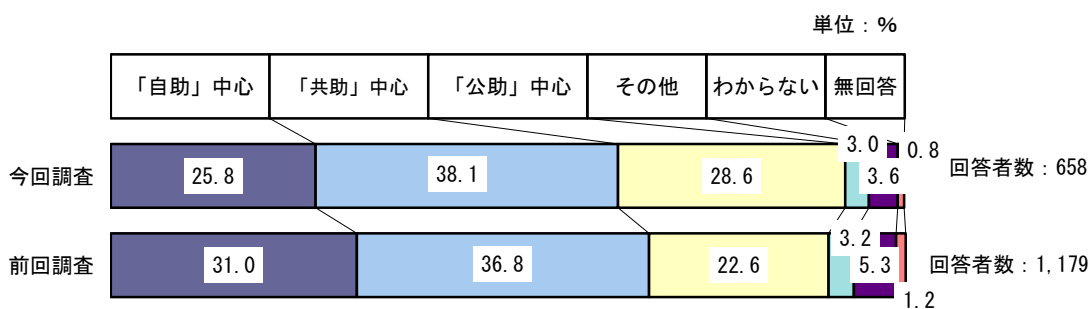 単位:%
「自助」中心 「共助」中心 「公助」中心 その他 わからない 無回答
今回調査 25.8 38.1 28.6 3.0 3.6 0.8 回答者数:658
前回調査 31.0 36.8 22.6 3.2 5.3 1.2 回答者数:1,179